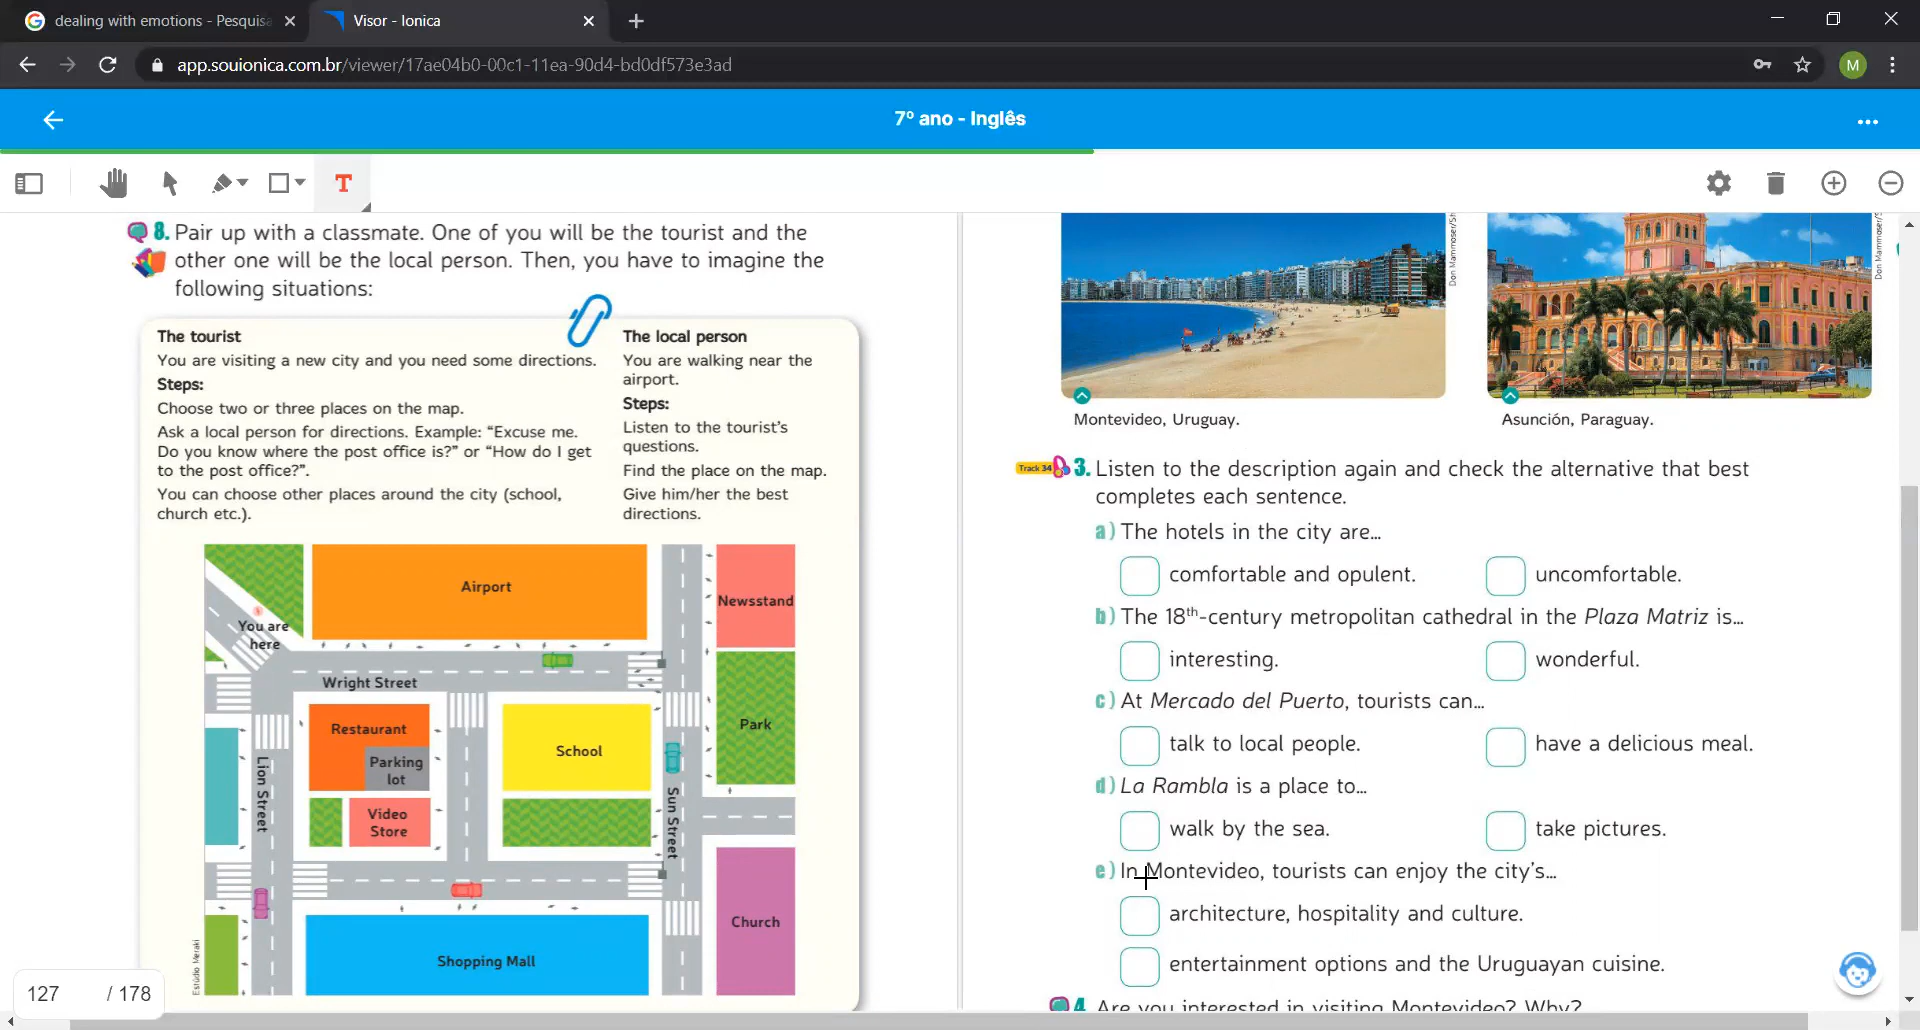 dealing with emotions - Pesquisa
Visor - Ionica
app.souionica.com.br/viewer/17ae04b0-00c1-11ea-90d4-bd0df573e3ad
M
7º ano - Inglês
T
8. Pair up with a classmate. One of you will be the tourist and the
other one will be the local person. Then, you have to imagine the
following situations:
The tourist
You are visiting a new city and you need some directions.
Steps:
Choose two or three places on the map.
Ask a local person for directions. Example: “Excuse me.
Do you know where the post office is?” or “How do I get
to the post office?”.
You can choose other places around the city (school,
church etc.).
The local person
You are walking near the
airport.
Steps:
Listen to the tourist’s
questions.
Find the place on the map.
Give him/her the best
directions.
Airport
Newsstand
You are
here
Wright Street
Restaurant
Parking
lot
School
Park
Lion Street
Video
Store
Sun Street
Church
Shopping Mall
Estúdio Meraki
127 / 178
Don Mammoser/S
Don Mammoser/S
Montevideo, Uruguay.
Asunción, Paraguay.
Track 34
3. Listen to the description again and check the alternative that best
completes each sentence.
a) The hotels in the city are...
comfortable and opulent.
uncomfortable.
b) The 18th-century metropolitan cathedral in the Plaza Matriz is...
interesting.
wonderful.
c) At Mercado del Puerto, tourists can...
talk to local people.
have a delicious meal.
d) La Rambla is a place to...
walk by the sea.
take pictures.
e) In Montevideo, tourists can enjoy the city’s...
architecture, hospitality and culture.
entertainment options and the Uruguayan cuisine.
4. Are you interested in visiting Montevideo? Why?